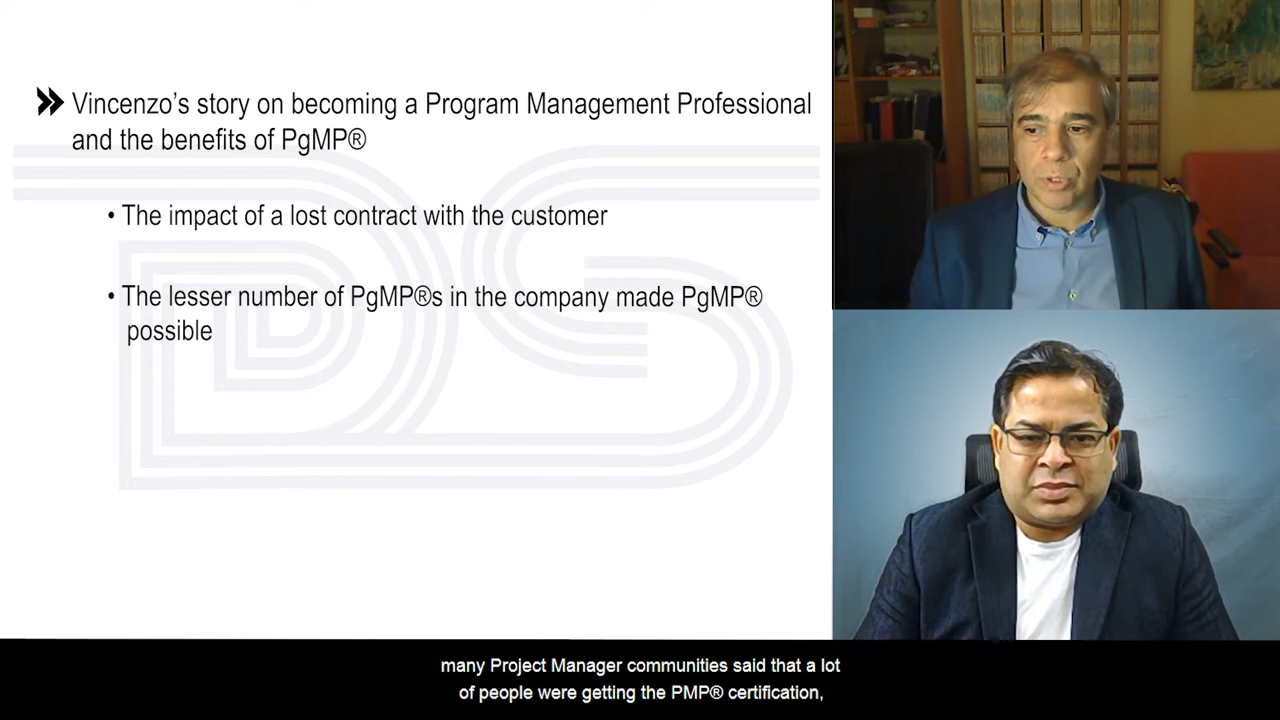 Vincenzo's story on becoming a Program Management Professional
and the benefits of PgMP®
• The impact of a lost contract with the customer
• The lesser number of PgMP®s in the company made PgMP®
possible
many Project Manager communities said that a lot
of people were getting the PMP® certification,